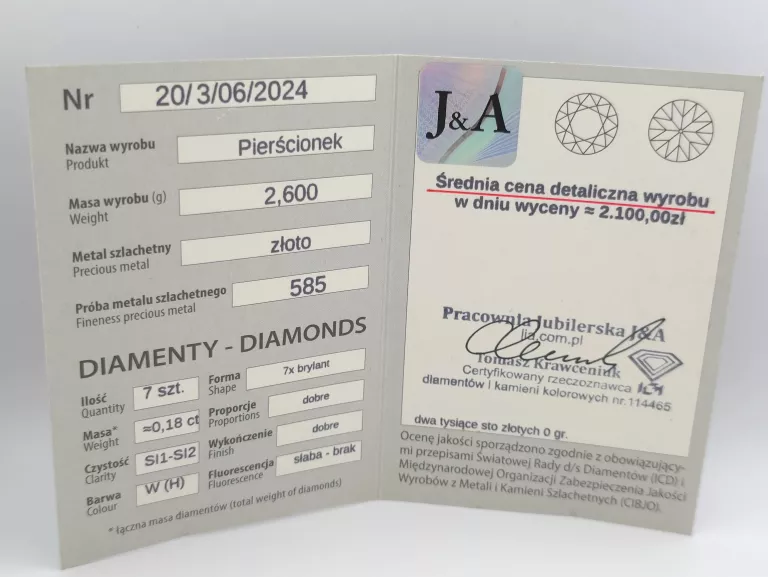 Nr 20/3/06/2024
Nazwa wyrobu Pierścionek
Produkt
Masa wyrobu (g) 2,600
Weight
Metal szlachetny złoto
Precious metal
Próba metalu szlachetnego 585
Fineness precious metal
DIAMENTY - DIAMONDS
Ilość 7 szt.
Quantity
Forma 7x brylant
Shape
Masa* ≈0,18 ct
Weight
Proporcje dobre
Proportions
Czystość SI1-SI2
Clarity
Wykończenie dobre
Finish
Barwa W (H)
Colour
Fluorescencja słaba - brak
Fluorescence
* łączna masa diamentów (total weight of diamonds)
J&A
Średnia cena detaliczna wyrobu
w dniu wyceny ≈ 2.100,00zł
Pracownia Jubilerska J&A
jia.com.pl
Tomasz Krawceniuk
Certyfikowany rzeczoznawca
diamentów i kamieni kolorowych nr.114465
dwa tysiące sto złotych 0 gr.
Ocenę jakości sporządzono zgodnie z obowiązujący-
mi przepisami Światowej Rady d/s Diamentów (ICD) i
Międzynarodowej Organizacji Zabezpieczenia Jakości
Wyrobów z Metali i Kamieni Szlachetnych (CIBJO).